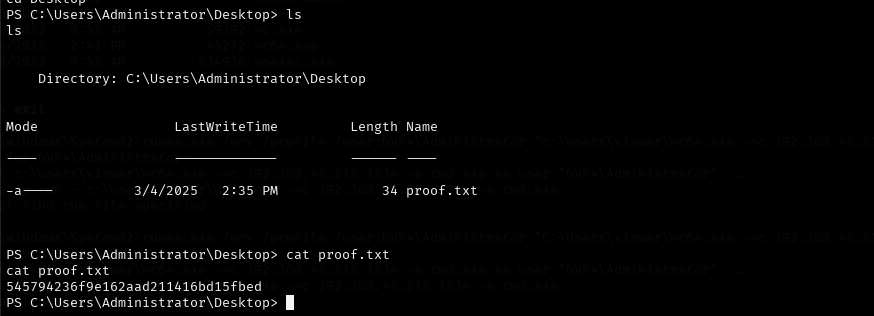 cd Desktop
PS C:\Users\Administrator\Desktop> ls
ls
Directory: C:\Users\Administrator\Desktop
Mode LastWriteTime Length Name
---- ------------- ------ ----
-a---- 3/4/2025 2:35 PM 34 proof.txt
PS C:\Users\Administrator\Desktop> cat proof.txt
cat proof.txt
545794236f9e162aad211416bd15fbed
PS C:\Users\Administrator\Desktop>